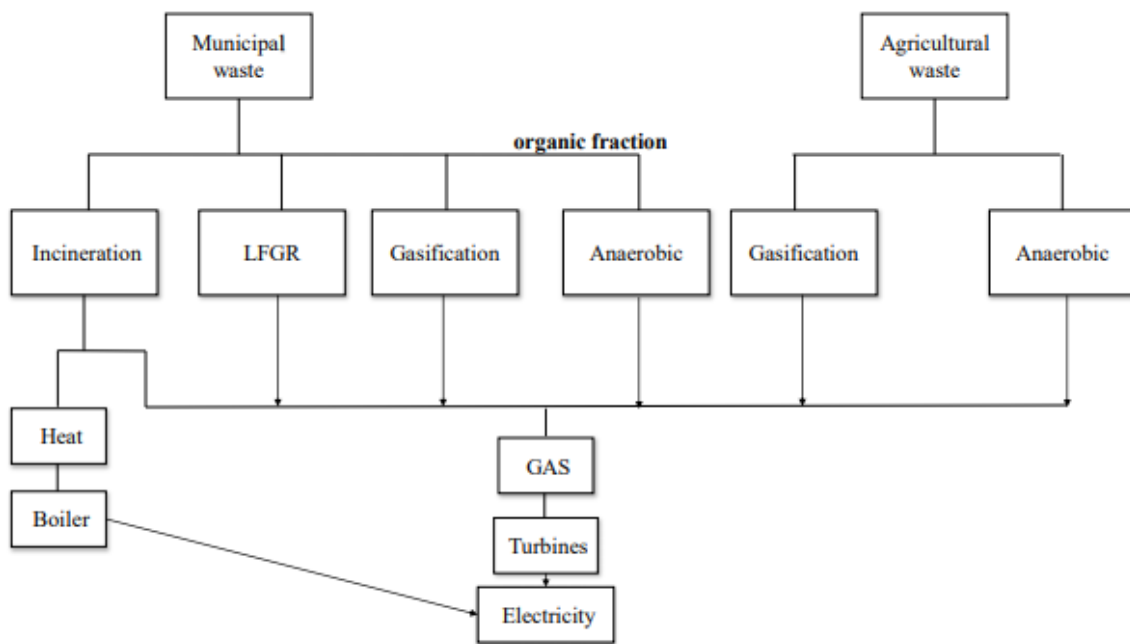 Municipal
waste
Agricultural
waste
organic fraction
Incineration
LFGR
Gasification
Anaerobic
Gasification
Anaerobic
Heat
GAS
Boiler
Turbines
Electricity